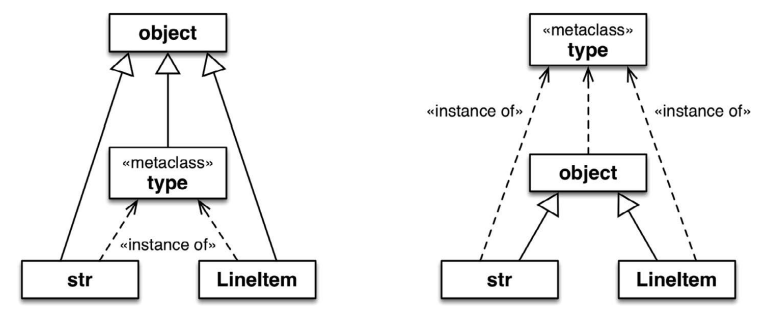 object
«metaclass»
type
«instance of»
str
LineItem
«metaclass»
type
«instance of»
«instance of»
object
str
LineItem